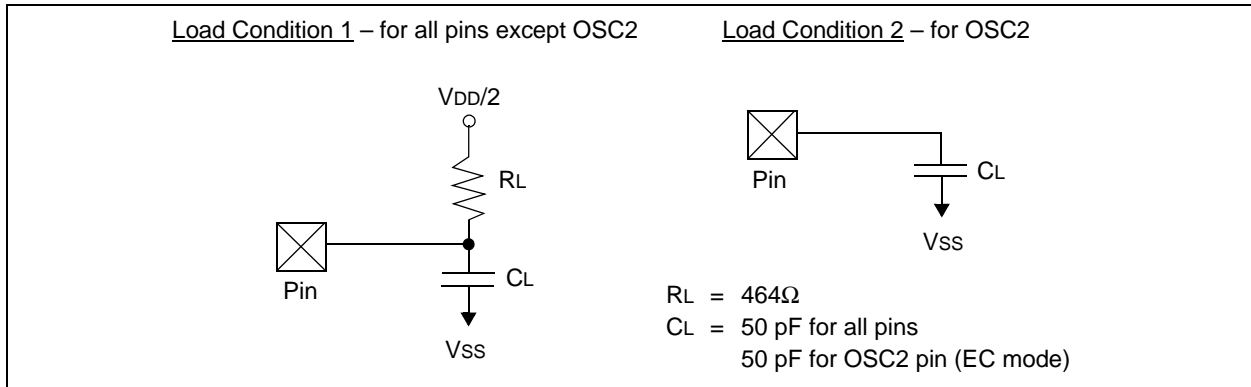 Load Condition 1 – for all pins except OSC2
Load Condition 2 – for OSC2
VDD/2
RL
Pin
CL
VSS
Pin
CL
VSS
RL = 464Ω
CL = 50 pF for all pins
50 pF for OSC2 pin (EC mode)